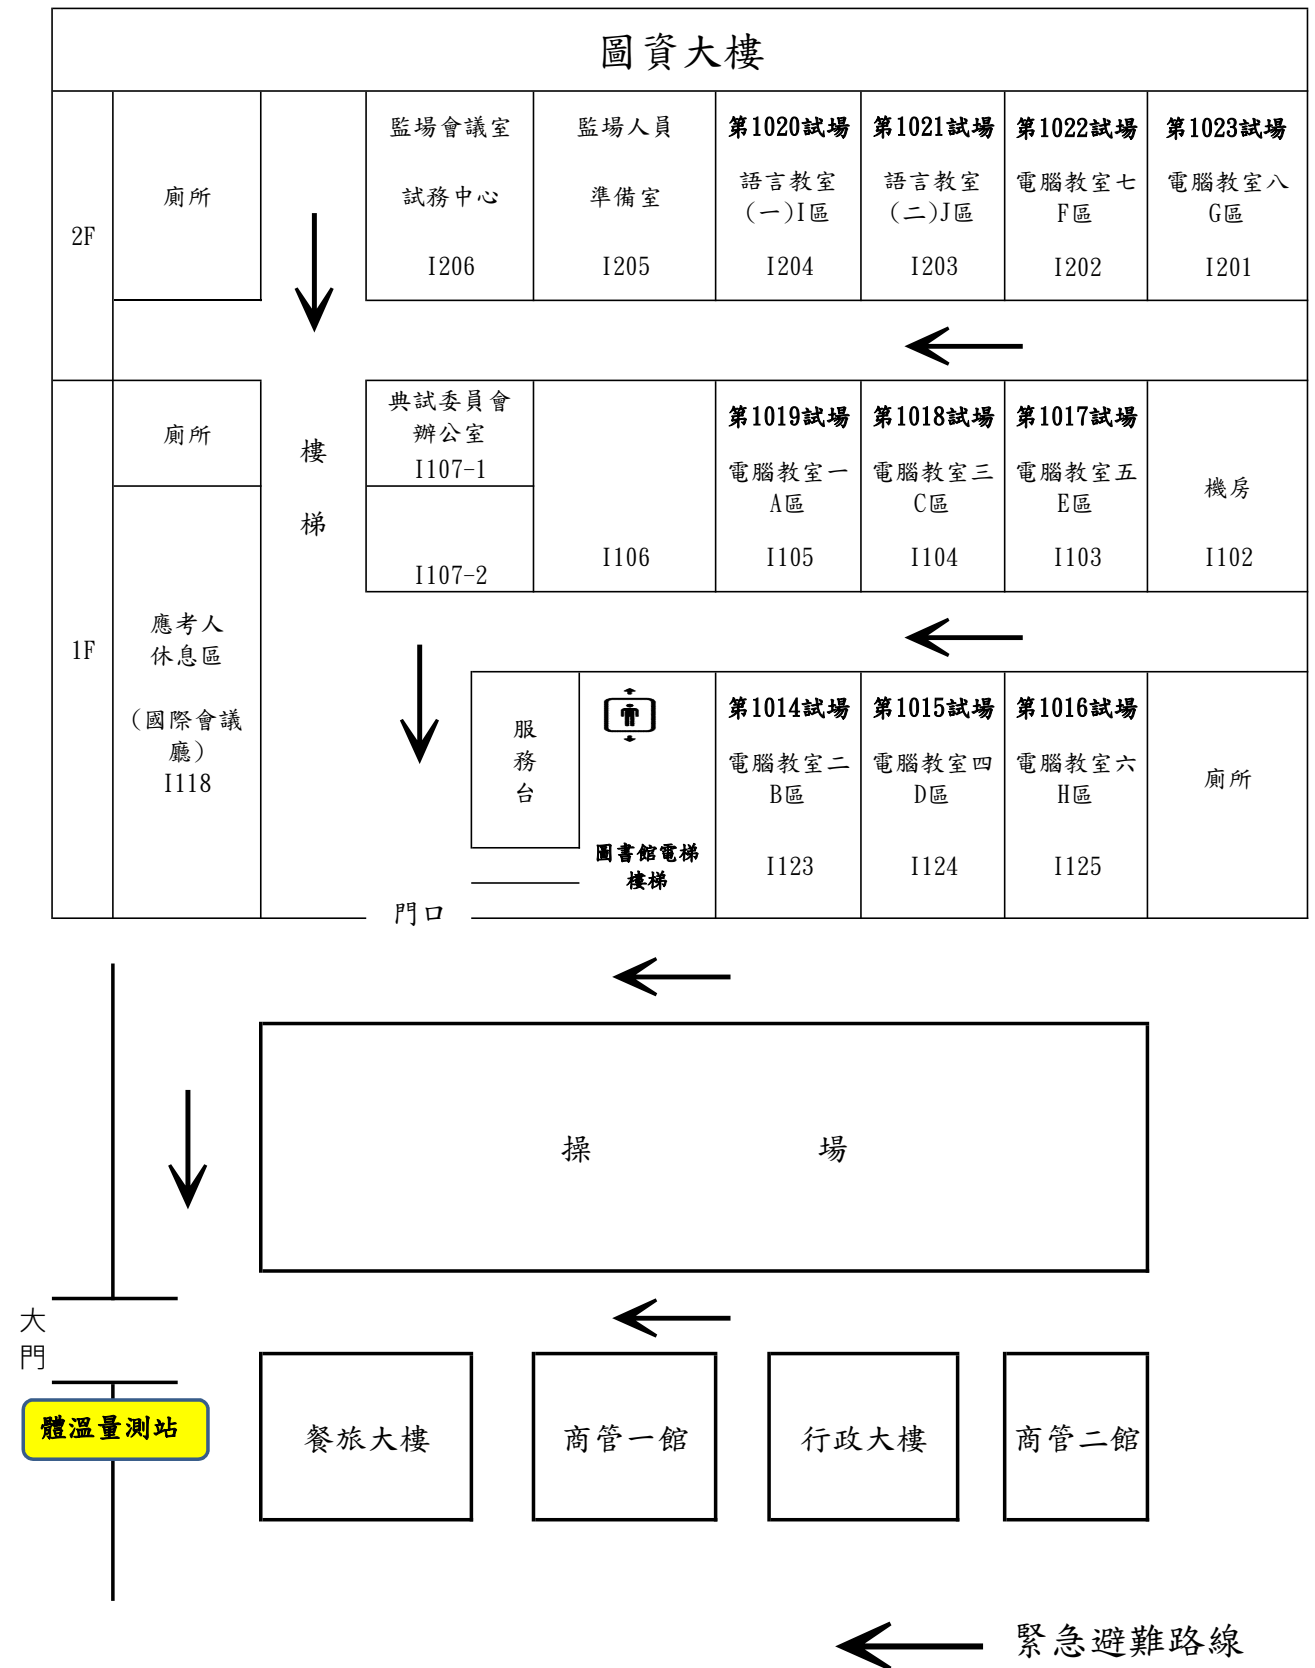 圖資大樓
2F
廁所
監場會議室
試務中心
I206
監場人員
準備室
I205
第1020試場
語言教室
(一)I區
I204
第1021試場
語言教室
(二)J區
I203
第1022試場
電腦教室七
F區
I202
第1023試場
電腦教室八
G區
I201
1F
廁所
樓
梯
典試委員會
辦公室
I107-1
I107-2
I106
第1019試場
電腦教室一
A區
I105
第1018試場
電腦教室三
C區
I104
第1017試場
電腦教室五
E區
I103
機房
I102
應考人
休息區
(國際會議
廳)
I118
服
務
台
圖書館電梯
樓梯
第1014試場
電腦教室二
B區
I123
第1015試場
電腦教室四
D區
I124
第1016試場
電腦教室六
H區
I125
廁所
門口
操 場
大
門
體溫量測站
餐旅大樓
商管一館
行政大樓
商管二館
緊急避難路線